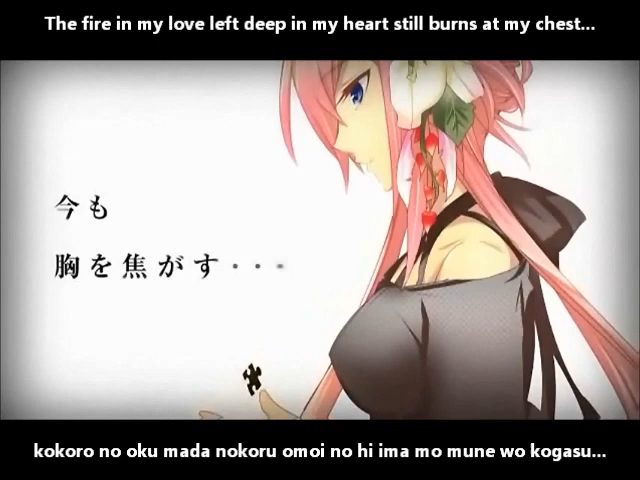 The fire in my love left deep in my heart still burns at my chest...
今も
胸を焦がす・・・
kokoro no oku mada nokoru omoi no hi ima mo mune wo kogasu...